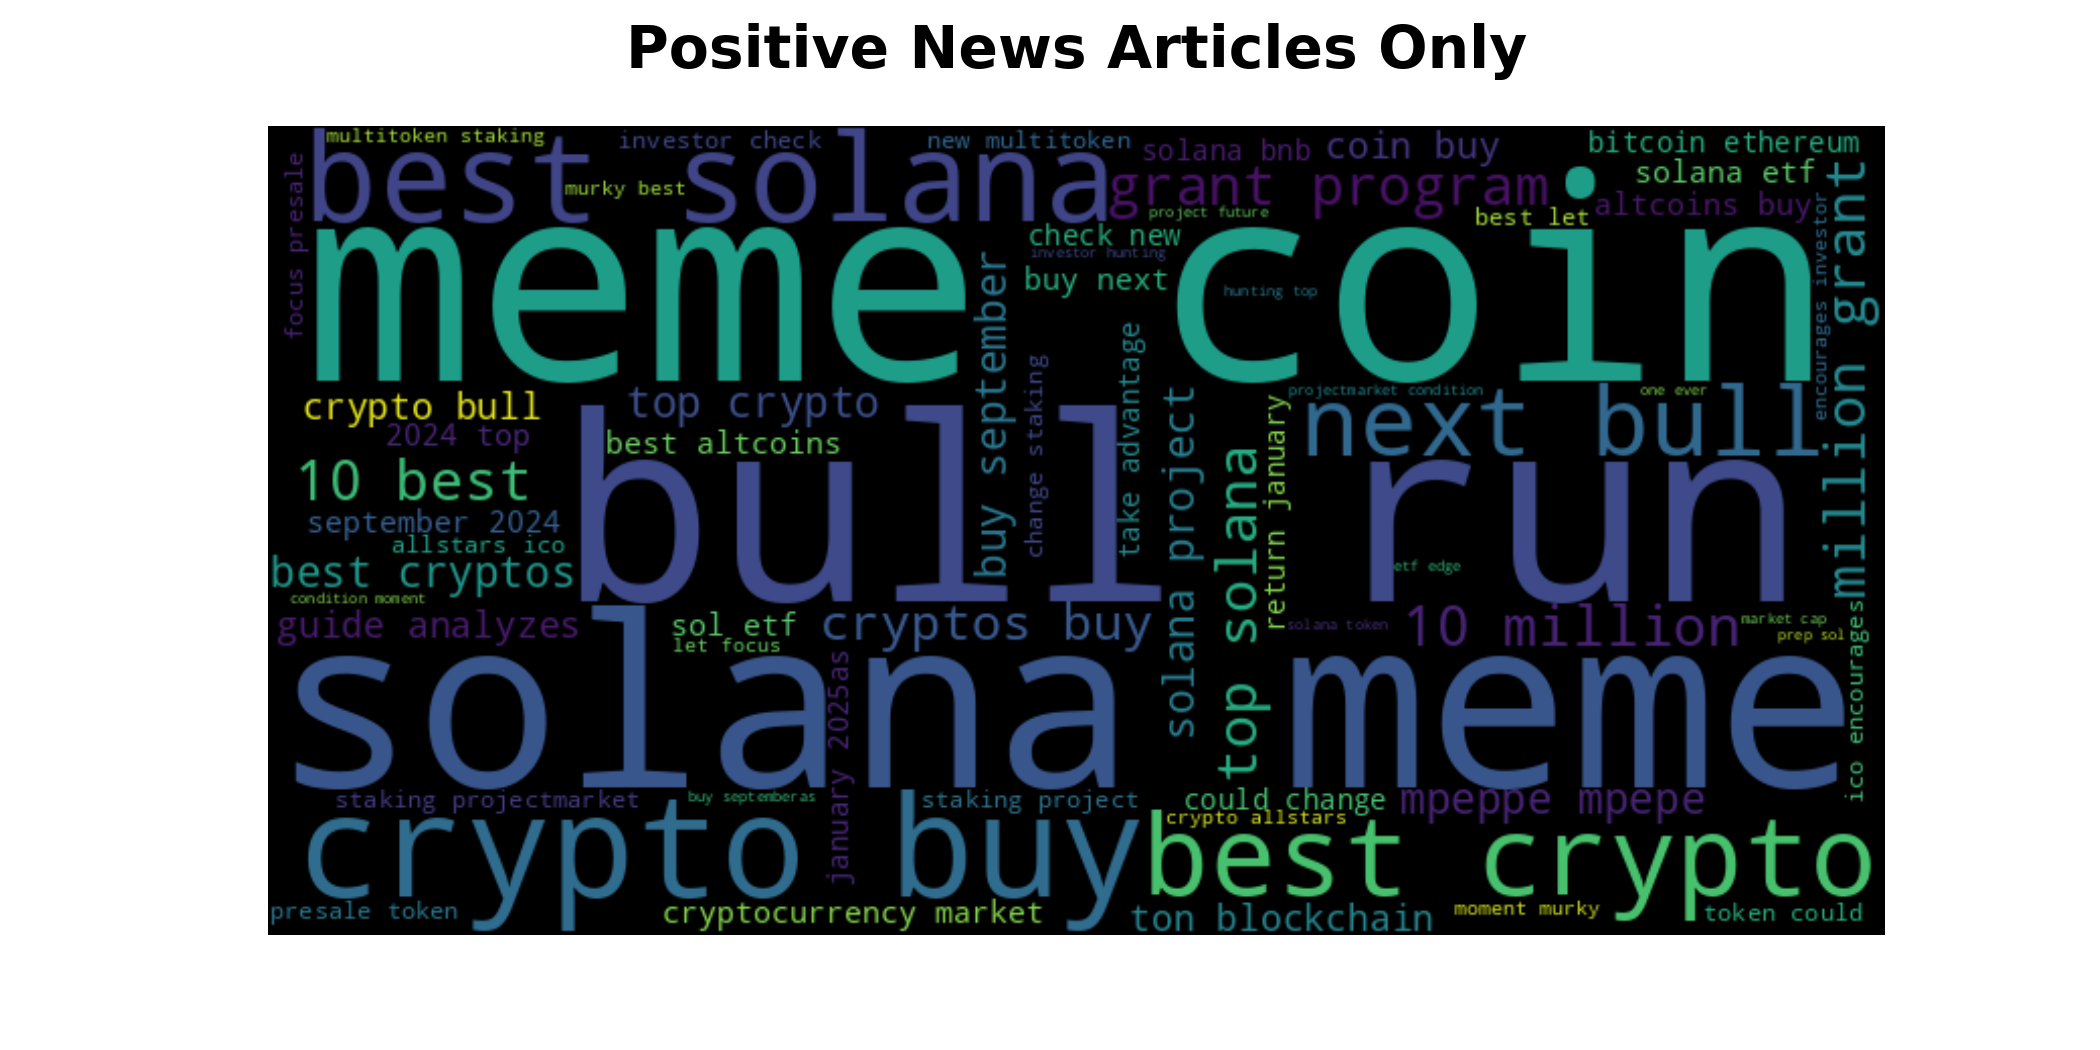 Positive News Articles Only
multitoken staking
investor check
new multitoken
solana bnb
coin buy
bitcoin ethereum
best solana
murky best
grant program
solana etf
altcoins buy
focus presale
project future
best let
check new
investor hunting
buy next
hunting top
meme coin
encourages investor
million grant
buy september
crypto bull
top crypto
2024 top
best altcoins
change staking
take advantage
projectmarket condition
one ever
next bull
10 best
bull run
solana project
top solana
return january
september 2024
allstars ico
etf edge
best cryptos
condition moment
guide analyzes
sol etf
let focus
cryptos buy
solana token
10 million
market cap
prep sol
solana meme
january 2025as
ico encourages
staking projectmarket
buy septemberas
staking project
could change
mpeppe mpepe
crypto allstars
crypto buy
best crypto
presale token
cryptocurrency market
ton blockchain
moment murky
token could